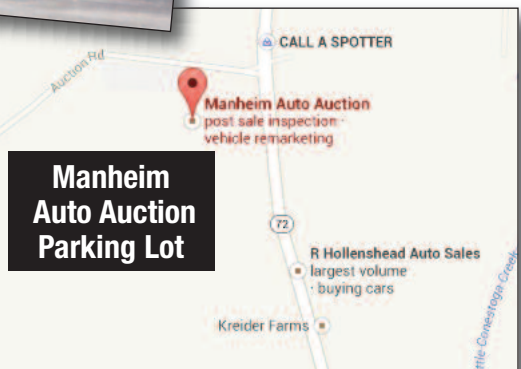 CALL A SPOTTER
Auction Rd
Manheim Auto Auction
post sale inspection ·
vehicle remarketing
Manheim
Auto Auction
Parking Lot
72
R Hollenshead Auto Sales
largest volume
· buying cars
Kreider Farms
Conestoga Creek